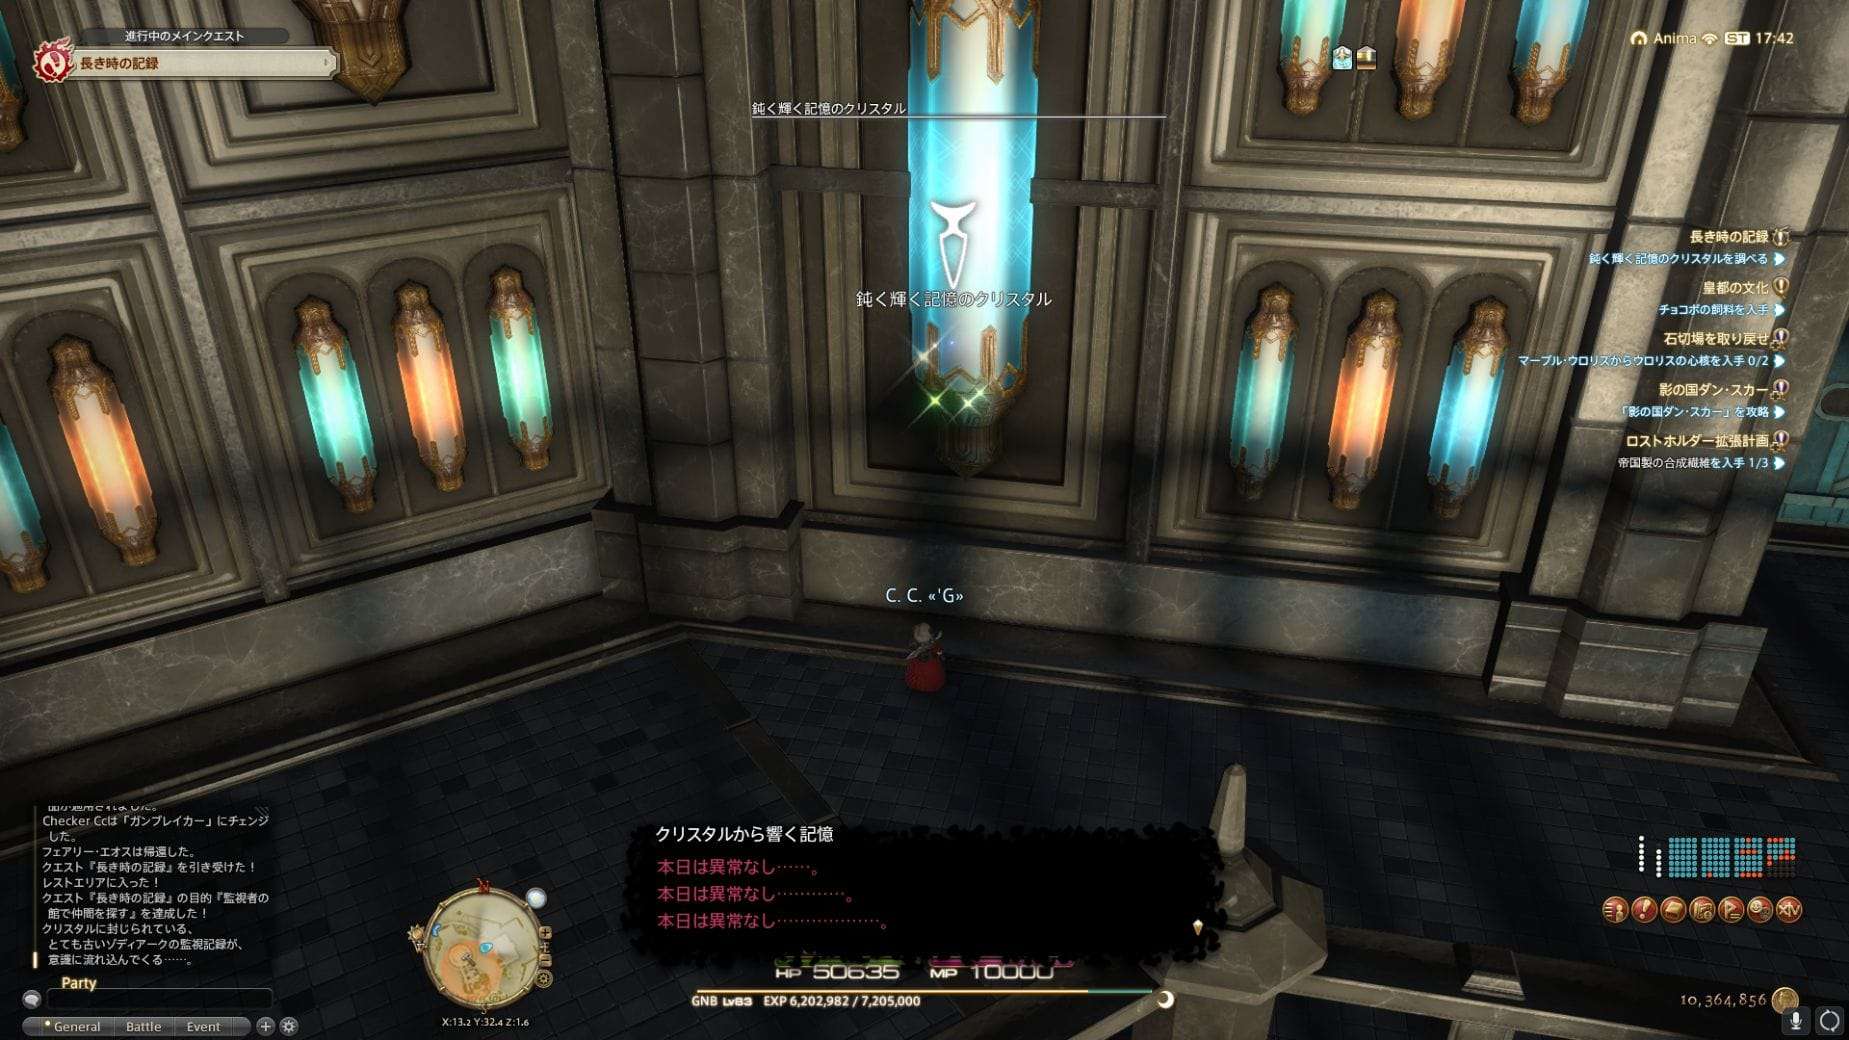 進行中のメインクエスト
長き時の記録
Anima ST 17:42
鈍く輝く記憶のクリスタル
鈍く輝く記憶のクリスタル
長き時の記録
鈍く輝く記憶のクリスタルを調べる
皇都の文化
チョコボの飼料を入手
石切場を取り戻せ
マーブル・ウロリスからウロリスの心核を入手 0/2
影の国ダン・スカー
「影の国ダン・スカー」を攻略
ロストホルダー拡張計画
帝国製の合成繊維を入手 1/3
C. C. «'G»
Checker Ccは「ガンブレイカー」にチェンジ
した。
フェアリー・エオスは帰還した。
クエスト『長き時の記録』を引き受けた！
レストエリアに入った！
クエスト『長き時の記録』の目的『監視者の
館で仲間を探す』を達成した！
クリスタルに封じられている、
とても古いゾディアークの監視記録が、
意識に流れ込んでくる……。
Party
General Battle Event
N
X:13.2 Y:32.4 Z:1.6
クリスタルから響く記憶
本日は異常なし……。
本日は異常なし…………。
本日は異常なし………………。
HP 50635 MP 10000
GNB Lv83 EXP 6,202,982 / 7,205,000
XIV
10,364,856